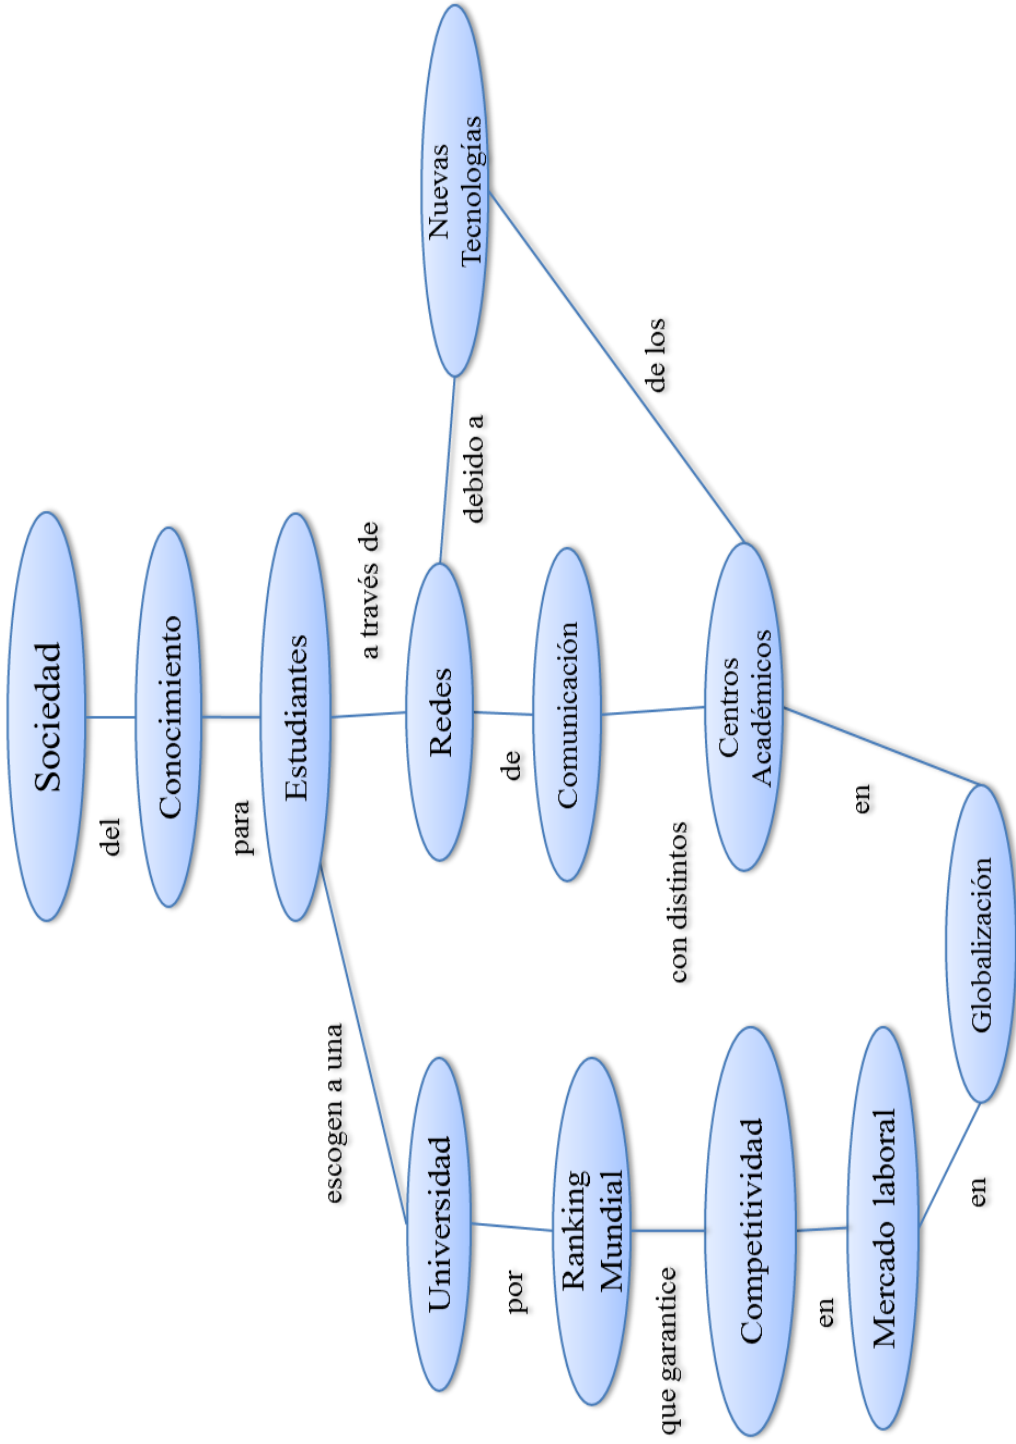 Sociedad
del
Conocimiento
para
Estudiantes
escogen a una
a través de
Universidad
Redes
debido a
Nuevas
Tecnologías
por
de
Ranking
Mundial
Comunicación
de los
que garantice
con distintos
Competitividad
Centros
Académicos
en
Mercado laboral
en
en
Globalización